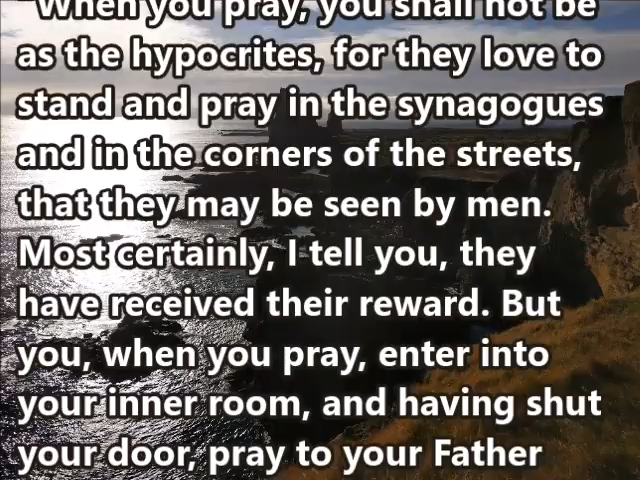 "When you pray, you shall not be
as the hypocrites, for they love to
stand and pray in the synagogues
and in the corners of the streets,
that they may be seen by men.
Most certainly, I tell you, they
have received their reward. But
you, when you pray, enter into
your inner room, and having shut
your door, pray to your Father